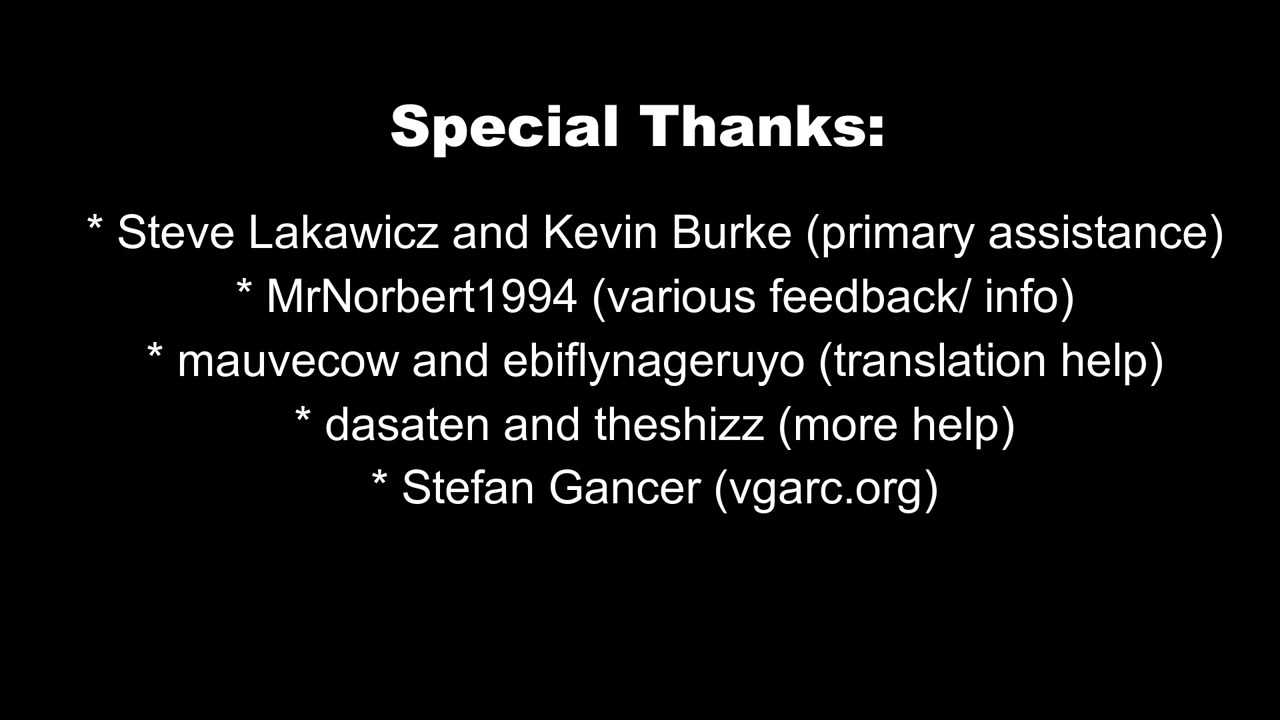 Special Thanks:
* Steve Lakawicz and Kevin Burke (primary assistance)
* MrNorbert1994 (various feedback/ info)
* mauvecow and ebiflynageruyo (translation help)
* dasaten and theshizz (more help)
* Stefan Gancer (vgarc.org)